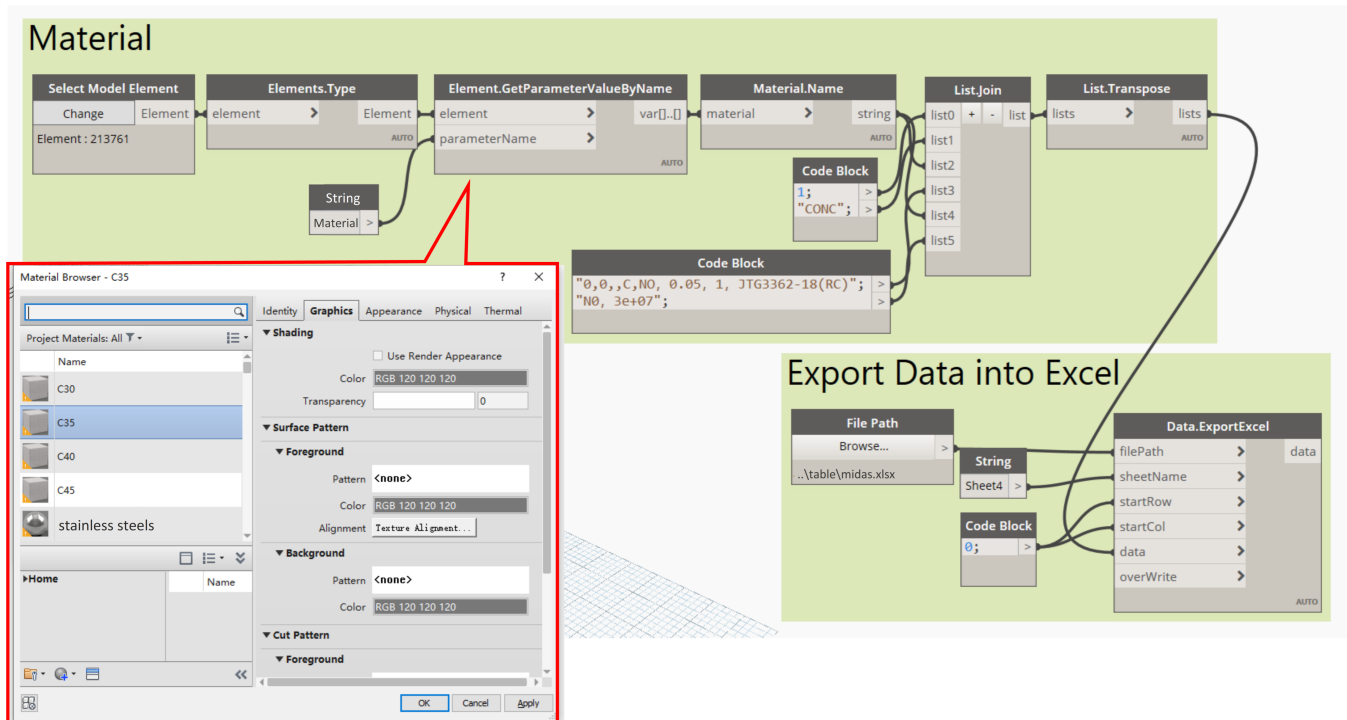 Material
Select Model Element
Change
Element
Element : 213761
Elements.Type
element >
Element
AUTO
Element.GetParameterValueByName
element >
var[]..[]
parameterName >
AUTO
Material.Name
material >
string
AUTO
List.Join
list0 + - list
list1
list2
list3
list4
list5
List.Transpose
lists >
lists
AUTO
String
Material >
Code Block
1; >
"CONC"; >
Code Block
"0,0,,C,NO, 0.05, 1, JTG3362-18(RC)"; >
"NO, 3e+07"; >
Material Browser - C35
? ×
Project Materials: All
Name
C30
C35
C40
C45
stainless steels
▸Home
Name
Identity Graphics Appearance Physical Thermal
▼ Shading
Use Render Appearance
Color RGB 120 120 120
Transparency 0
▼ Surface Pattern
▼ Foreground
Pattern <none>
Color RGB 120 120 120
Alignment Texture Alignment...
▼ Background
Pattern <none>
Color RGB 120 120 120
▼ Cut Pattern
▼ Foreground
OK Cancel Apply
Export Data into Excel
File Path
Browse... >
..\table\midas.xlsx
String
Sheet4 >
Code Block
0; >
Data.ExportExcel
filePath >
data
sheetName >
startRow >
startCol >
data >
overWrite >
AUTO